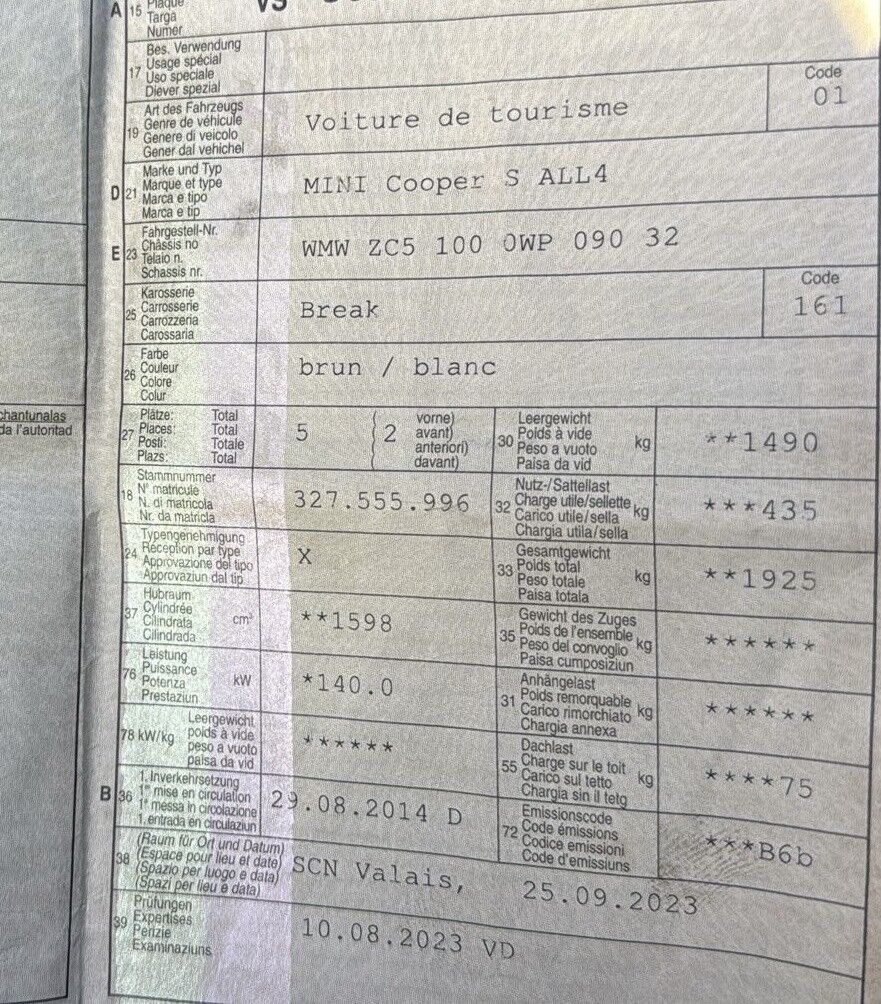 A 15 Plaque
Targa
Numer
VS
17 Bes. Verwendung
Usage spécial
Uso speciale
Diever spezial
19 Art des Fahrzeugs
Genre de véhicule
Genere di veicolo
Gener dal vehichel
Voiture de tourisme
Code
01
D 21 Marke und Typ
Marque et type
Marca e tipo
Marca e tip
MINI Cooper S ALL4
E 23 Fahrgestell-Nr.
Châssis no
Telaio n.
Schassis nr.
WMW ZC5 100 0WP 090 32
25 Karosserie
Carrosserie
Carrozzeria
Carossaria
Break
Code
161
26 Farbe
Couleur
Colore
Colur
brun / blanc
chantunalas
da l'autoritad
27 Plätze: Total
Places: Total
Posti: Totale
Plazs: Total
5
( 2 vorne)
avant)
anteriori)
davant)
30 Leergewicht
Poids à vide
Peso a vuoto
Paisa da vid
kg
**1490
18 Stammnummer
N° matricule
N. di matricola
Nr. da matricla
327.555.996
32 Nutz-/Sattellast
Charge utile/sellette
Carico utile/sella
Chargia utila/sella
kg
***435
24 Typengenehmigung
Réception par type
Approvazione del tipo
Approvaziun dal tip
X
33 Gesamtgewicht
Poids total
Peso totale
Paisa totala
kg
**1925
37 Hubraum
Cylindrée
Cilindrata
Cilindrada
cm³
**1598
35 Gewicht des Zuges
Poids de l'ensemble
Peso del convoglio
Paisa cumposiziun
kg
******
76 Leistung
Puissance
Potenza
Prestaziun
kW
*140.0
31 Anhängelast
Poids remorquable
Carico rimorchiato
Chargia annexa
kg
******
78 kW/kg Leergewicht
poids à vide
peso a vuoto
paisa da vid
******
55 Dachlast
Charge sur le toit
Carico sul tetto
Chargia sin il tetg
kg
****75
B 36 1. Inverkehrsetzung
1re mise en circulation
1a messa in circolazione
1. entrada en circulaziun
29.08.2014 D
72 Emissionscode
Code émissions
Codice emissioni
Code d'emissiuns
***B6b
38 (Raum für Ort und Datum)
(Espace pour lieu et date)
(Spazio per luogo e data)
(Spazi per lieu e data)
SCN Valais, 25.09.2023
39 Prüfungen
Expertises
Perizie
Examinaziuns
10.08.2023 VD